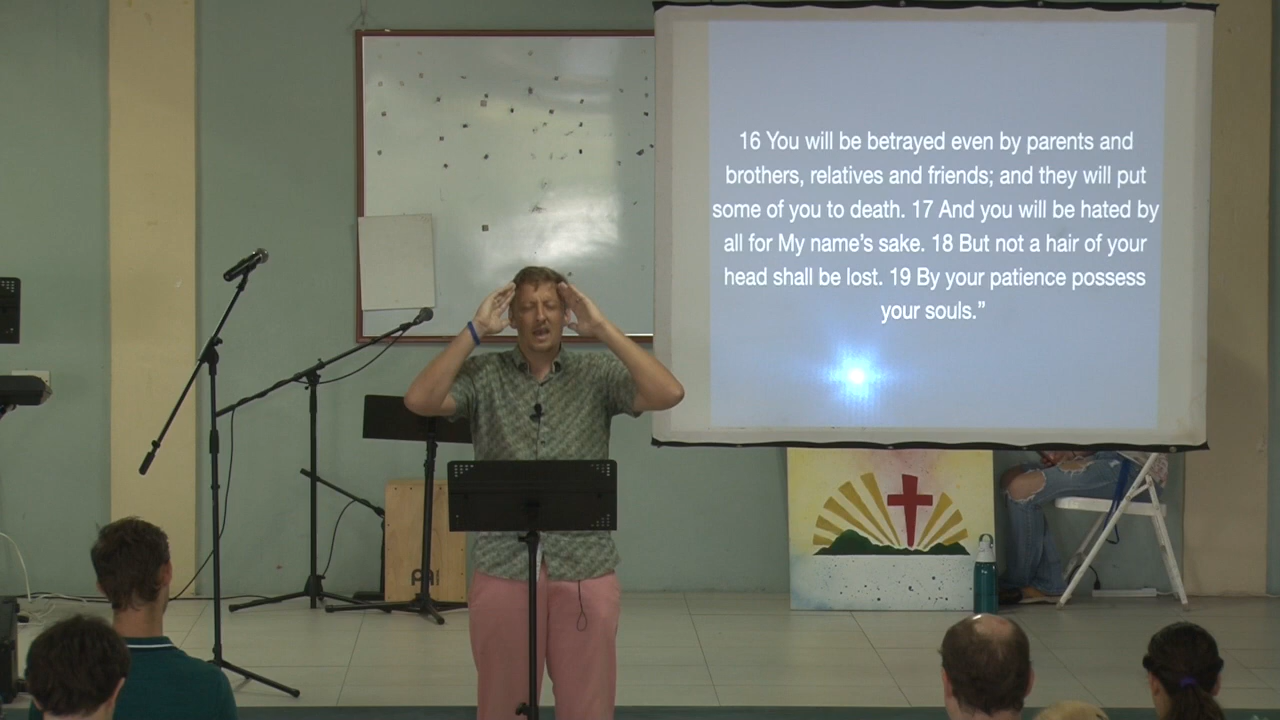 16 You will be betrayed even by parents and
brothers, relatives and friends; and they will put
some of you to death. 17 And you will be hated by
all for My name’s sake. 18 But not a hair of your
head shall be lost. 19 By your patience possess
your souls.”